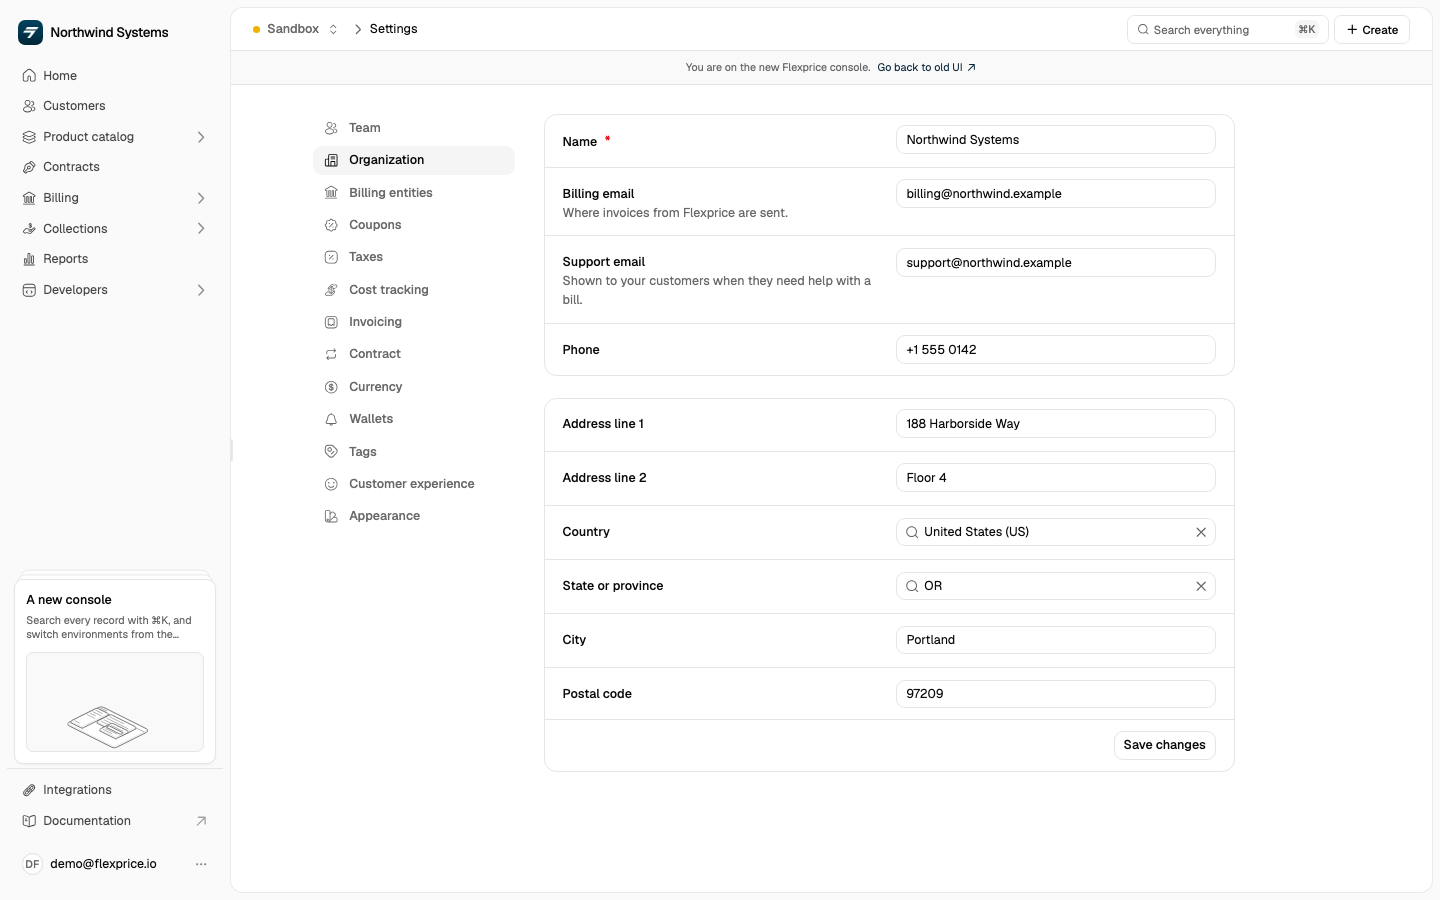 Northwind Systems
Home
Customers
Product catalog
Contracts
Billing
Collections
Reports
Developers
A new console
Search every record with ⌘K, and
switch environments from the...
Integrations
Documentation
DF
demo@flexprice.io
Sandbox
Settings
Search everything
⌘K
Create
You are on the new Flexprice console. Go back to old UI
Team
Organization
Billing entities
Coupons
Taxes
Cost tracking
Invoicing
Contract
Currency
Wallets
Tags
Customer experience
Appearance
Name *
Northwind Systems
Billing email
Where invoices from Flexprice are sent.
billing@northwind.example
Support email
Shown to your customers when they need help with a
bill.
support@northwind.example
Phone
+1 555 0142
Address line 1
188 Harborside Way
Address line 2
Floor 4
Country
United States (US)
State or province
OR
City
Portland
Postal code
97209
Save changes